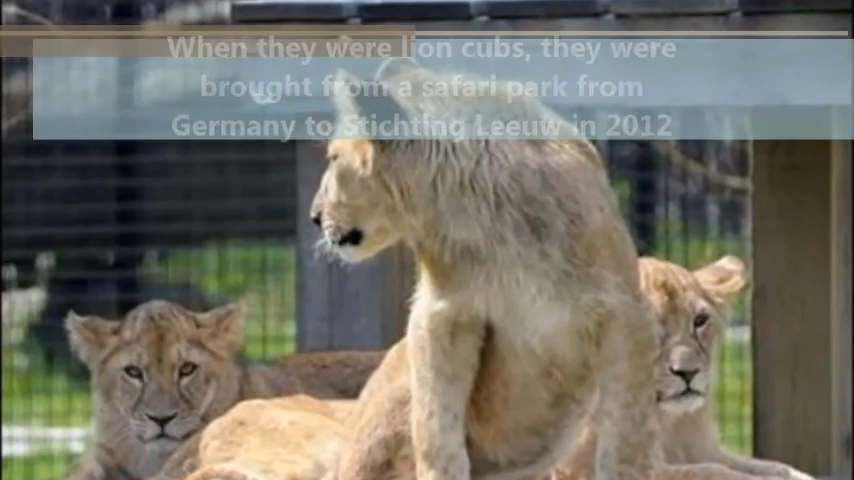 When they were lion cubs, they were
brought from a safari park from
Germany to Stichting Leeuw in 2012